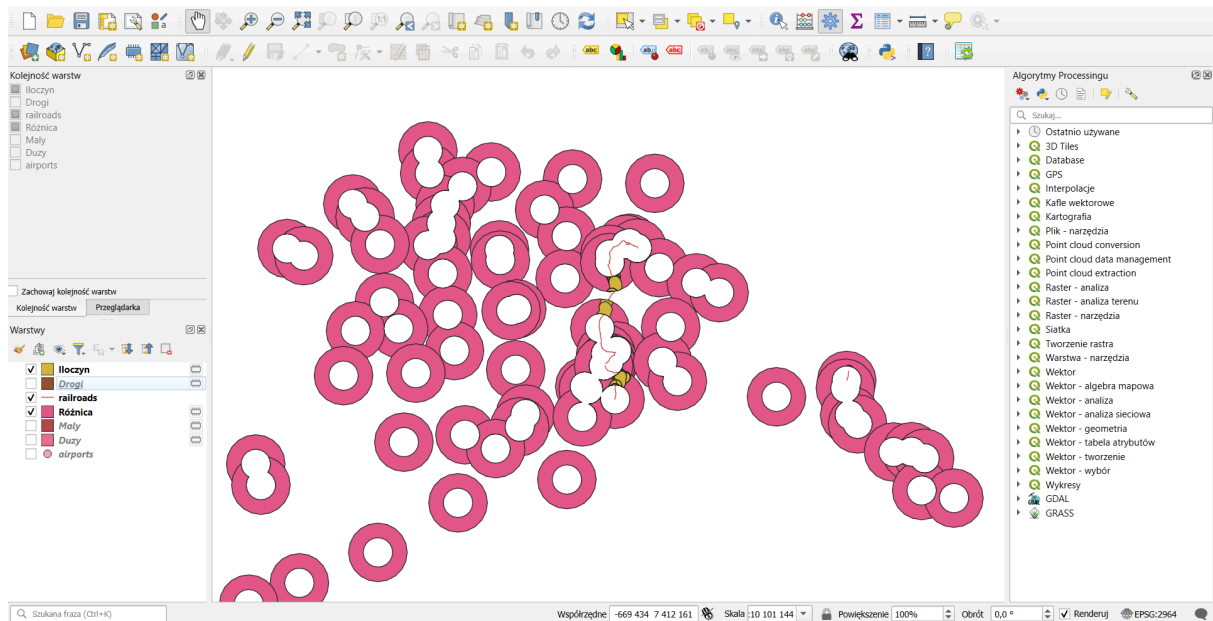 Kolejność warstw
Iloczyn
Drogi
railroads
Różnica
Maly
Duzy
airports
Zachowaj kolejność warstw
Kolejność warstw Przeglądarka
Warstwy
Iloczyn
Drogi
railroads
Różnica
Maly
Duzy
airports
Algorytmy Processingu
Szukaj...
Ostatnio używane
3D Tiles
Database
GPS
Interpolacje
Kafle wektorowe
Kartografia
Plik - narzędzia
Point cloud conversion
Point cloud data management
Point cloud extraction
Raster - analiza
Raster - analiza terenu
Raster - narzędzia
Siatka
Tworzenie rastra
Warstwa - narzędzia
Wektor
Wektor - algebra mapowa
Wektor - analiza
Wektor - analiza sieciowa
Wektor - geometria
Wektor - tabela atrybutów
Wektor - tworzenie
Wektor - wybór
Wykresy
GDAL
GRASS
Szukana fraza (Ctrl+K) Współrzędne -669 434 7 412 161 Skala :10 101 144 Powiększenie 100% Obrót 0,0 ° Renderuj EPSG:2964